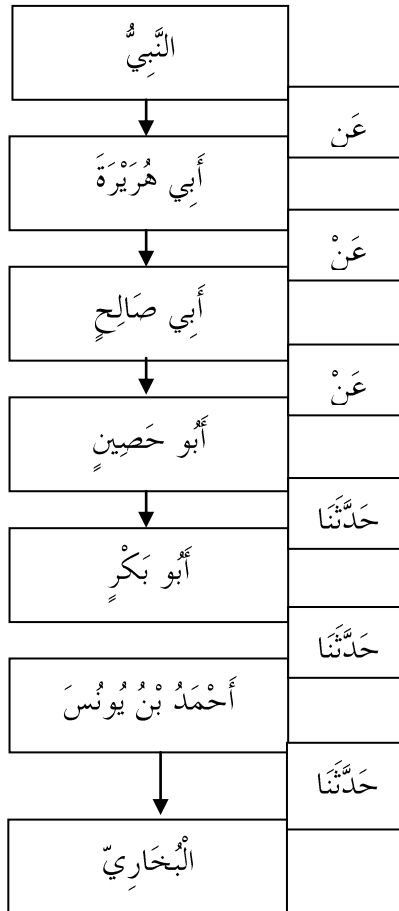 النَّبِيُّ
عَن
أَبِي هُرَيْرَةَ
عَنْ
أَبِي صَالِحٍ
عَنْ
أَبُو حَصِينٍ
حَدَّثَنَا
أَبُو بَكْرٍ
حَدَّثَنَا
أَحْمَدُ بْنُ يُونُسَ
حَدَّثَنَا
الْبُخَارِيّ